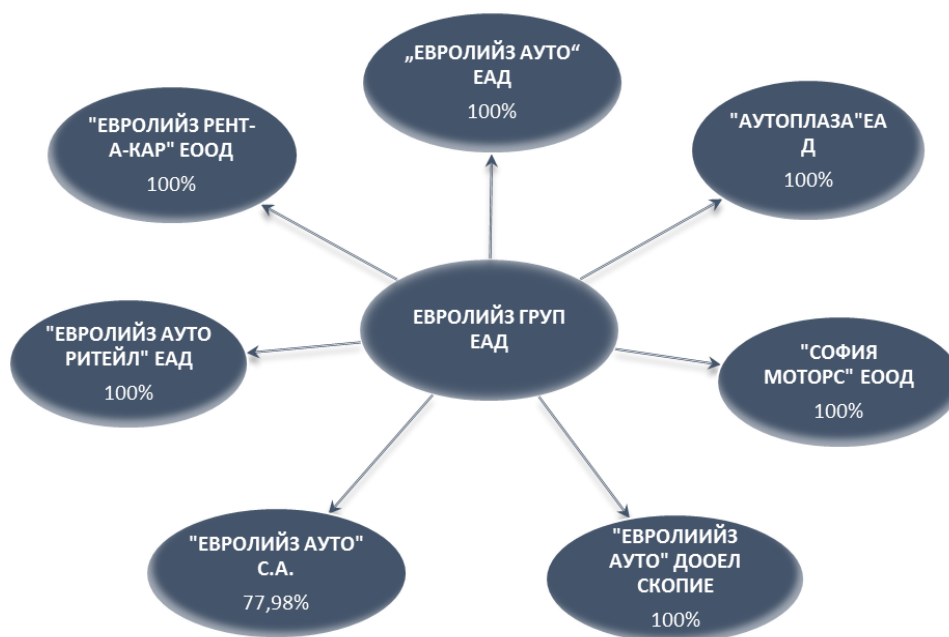 „ЕВРОЛИЙЗ АУТО“
ЕАД
100%
"ЕВРОЛИЙЗ РЕНТ-
А-КАР" ЕООД
100%
"АУТОПЛАЗА"ЕА
Д
100%
ЕВРОЛИЙЗ ГРУП
ЕАД
"ЕВРОЛИЙЗ АУТО
РИТЕЙЛ" ЕАД
100%
"СОФИЯ
МОТОРС" ЕООД
100%
"ЕВРОЛИЙЗ АУТО"
С.А.
77,98%
"ЕВРОЛИИЙЗ
АУТО" ДООЕЛ
СКОПИЕ
100%